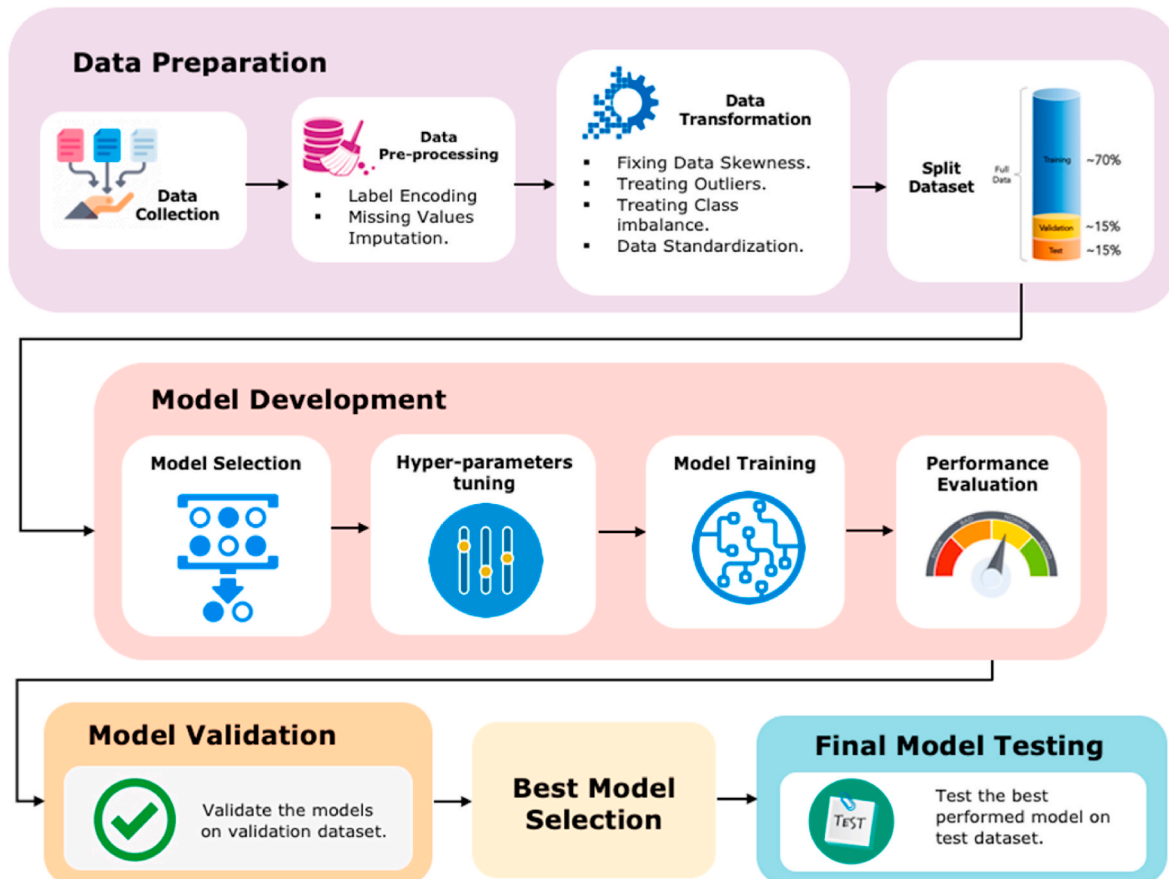 Data Preparation
Data
Collection
Data
Pre-processing
▪ Label Encoding
▪ Missing Values
Imputation.
Data
Transformation
▪ Fixing Data Skewness.
▪ Treating Outliers.
▪ Treating Class
imbalance.
▪ Data Standardization.
Split
Dataset
Full
Data
Training
~70%
Validation
~15%
Test
~15%
Model Development
Model Selection
Hyper-parameters
tuning
Model Training
Performance
Evaluation
Model Validation
Validate the models
on validation dataset.
Best Model
Selection
Final Model Testing
TEST
Test the best
performed model on
test dataset.